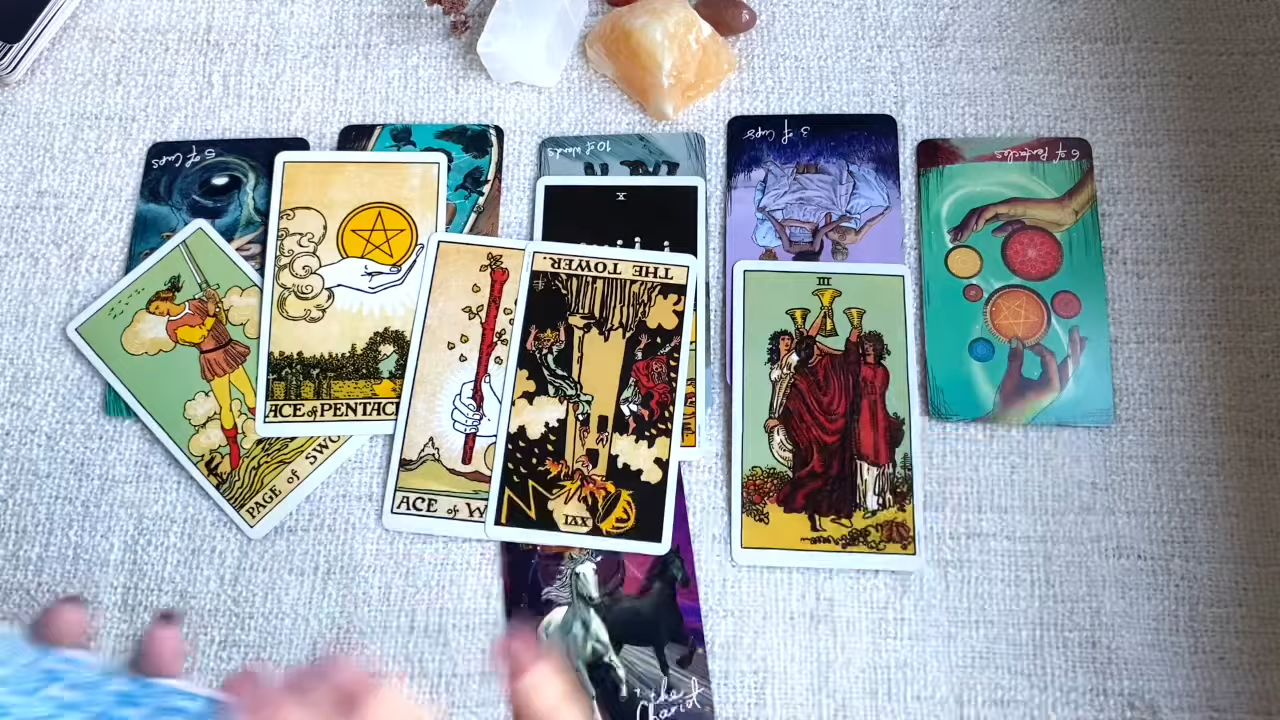 5 of Cups
10 of Wands
3 of Cups
6 of Pentacles
X
THE TOWER.
III
ACE of PENTAC
PAGE of SWO
ACE of W
XVI
the
Chariot